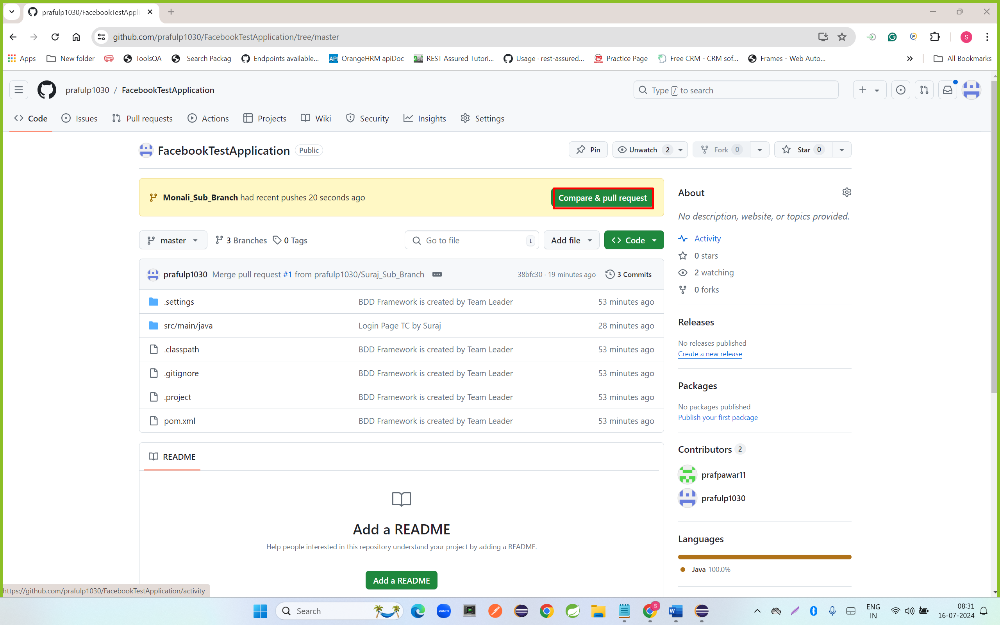 prafulp1030/FacebookTestAppli
github.com/prafulp1030/FacebookTestApplication/tree/master
S
Apps New folder ToolsQA _Search Packag Endpoints available... API OrangeHRM apiDoc REST Assured Tutori... Usage · rest-assured... Practice Page Free CRM - CRM sof... Frames - Web Auto... » All Bookmarks
prafulp1030 / FacebookTestApplication
Type / to search
Code Issues Pull requests Actions Projects Wiki Security Insights Settings
FacebookTestApplication Public
Pin Unwatch 2 Fork 0 Star 0
Monali_Sub_Branch had recent pushes 20 seconds ago
Compare & pull request
master 3 Branches 0 Tags
Go to file t Add file Code
prafulp1030 Merge pull request #1 from prafulp1030/Suraj_Sub_Branch 38bfc30 · 19 minutes ago 3 Commits
.settings BDD Framework is created by Team Leader 53 minutes ago
src/main/java Login Page TC by Suraj 28 minutes ago
.classpath BDD Framework is created by Team Leader 53 minutes ago
.gitignore BDD Framework is created by Team Leader 53 minutes ago
.project BDD Framework is created by Team Leader 53 minutes ago
pom.xml BDD Framework is created by Team Leader 53 minutes ago
README
Add a README
Help people interested in this repository understand your project by adding a README.
Add a README
About
No description, website, or topics provided.
Activity
0 stars
2 watching
0 forks
Releases
No releases published
Create a new release
Packages
No packages published
Publish your first package
Contributors 2
prafpawar11
prafulp1030
Languages
Java 100.0%
https://github.com/prafulp1030/FacebookTestApplication/activity
Search
zoom
S
W
ENG
IN
08:31
16-07-2024